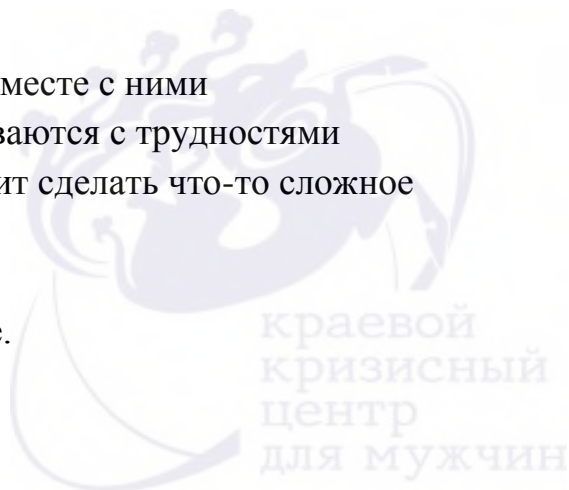 месте с ними
ваются с трудностями
ит сделать что-то сложное
е.
краевой
кризисный
центр
для мужчин